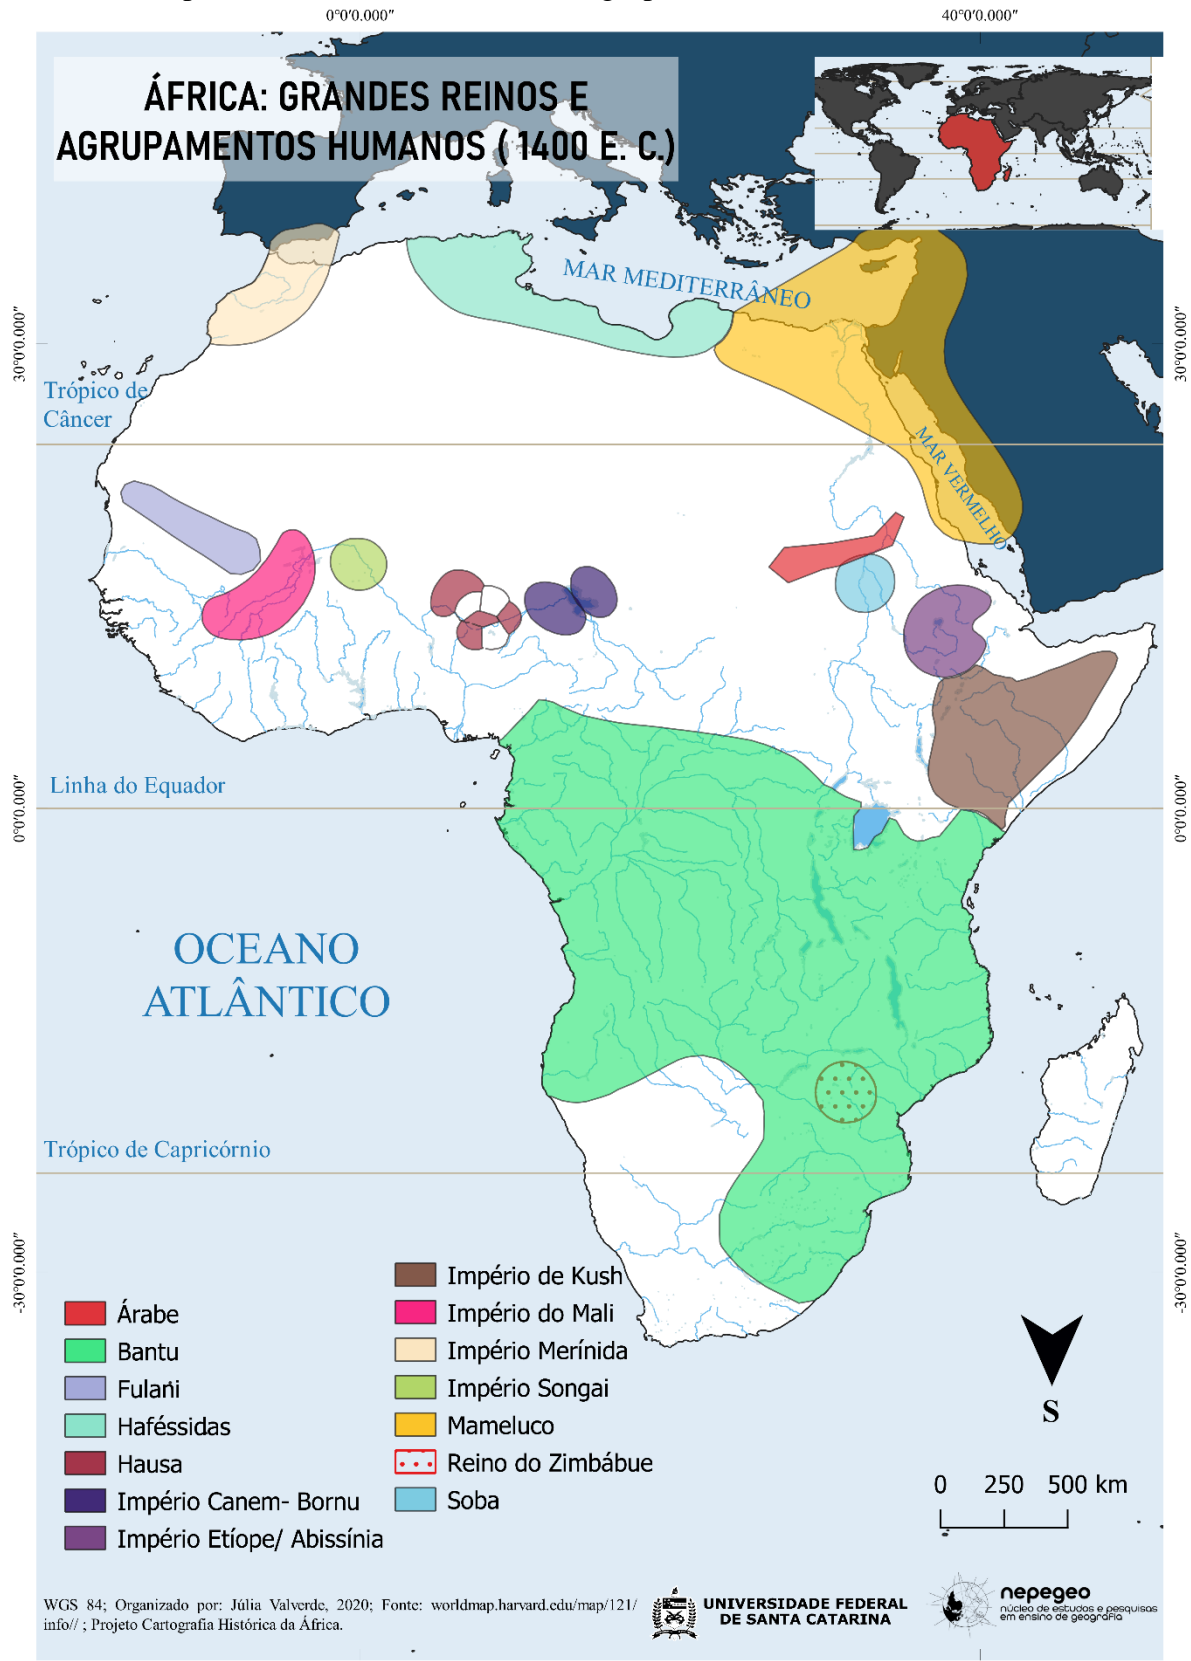 0°0'0.000"
40°0'0.000"
ÁFRICA: GRANDES REINOS E
AGRUPAMENTOS HUMANOS ( 1400 E. C.)
MAR MEDITERRÂNEO
30°0'0.000"
30°0'0.000"
Trópico de
Câncer
MAR VERMELHO
Linha do Equador
0°0'0.000"
0°0'0.000"
OCEANO
ATLÂNTICO
Trópico de Capricórnio
-30°0'0.000"
-30°0'0.000"
Árabe
Bantu
Fulani
Haféssidas
Hausa
Império Canem- Bornu
Império Etíope/ Abissínia
Império de Kush
Império do Mali
Império Merínida
Império Songai
Mameluco
Reino do Zimbábue
Soba
S
0 250 500 km
WGS 84; Organizado por: Júlia Valverde, 2020; Fonte: worldmap.harvard.edu/map/121/
info// ; Projeto Cartografia Histórica da África.
UNIVERSIDADE FEDERAL
DE SANTA CATARINA
nepegeo
núcleo de estudos e pesquisas
em ensino de geografia